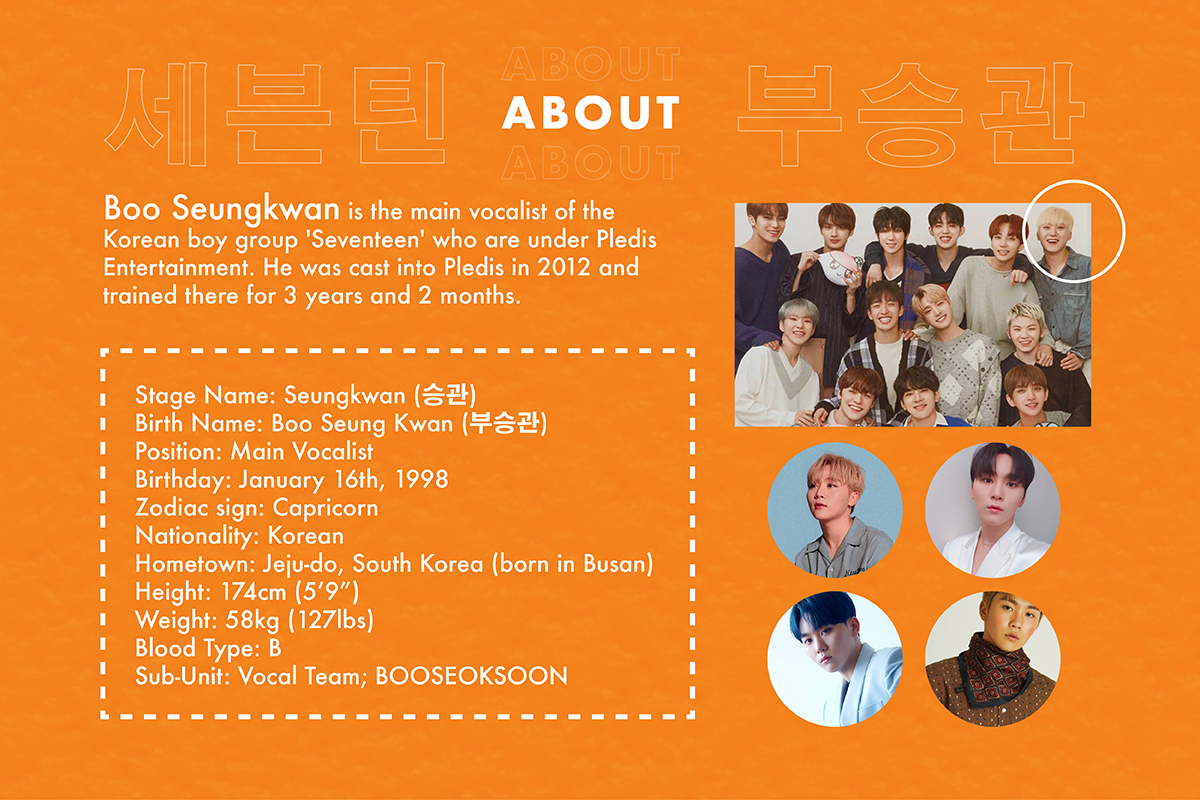 세븐틴
ABOUT
ABOUT
ABOUT
부승관
Boo Seungkwan is the main vocalist of the
Korean boy group 'Seventeen' who are under Pledis
Entertainment. He was cast into Pledis in 2012 and
trained there for 3 years and 2 months.
Stage Name: Seungkwan (승관)
Birth Name: Boo Seung Kwan (부승관)
Position: Main Vocalist
Birthday: January 16th, 1998
Zodiac sign: Capricorn
Nationality: Korean
Hometown: Jeju-do, South Korea (born in Busan)
Height: 174cm (5’9”)
Weight: 58kg (127lbs)
Blood Type: B
Sub-Unit: Vocal Team; BOOSEOKSOON